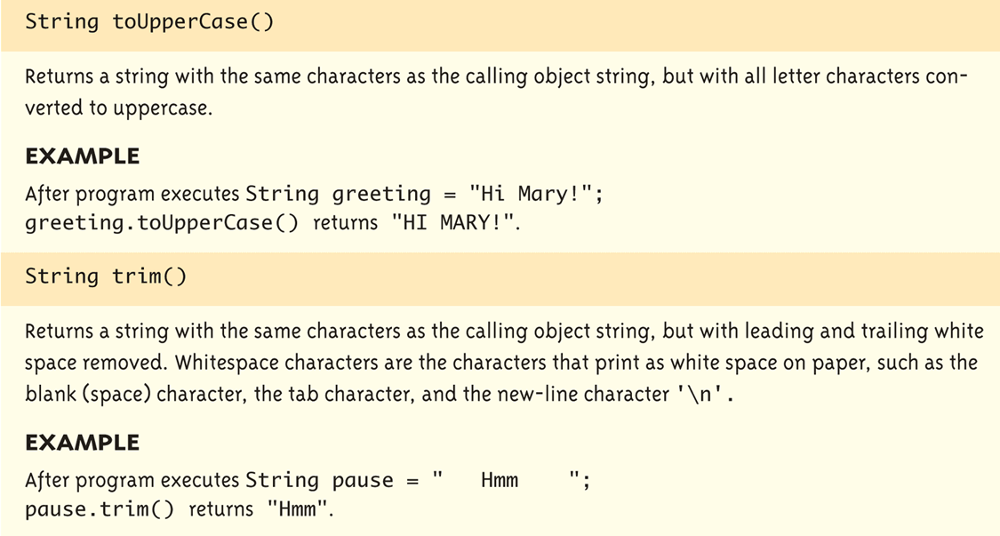 String toUpperCase()
Returns a string with the same characters as the calling object string, but with all letter characters con-
verted to uppercase.
EXAMPLE
After program executes String greeting = "Hi Mary!";
greeting.toUpperCase() returns "HI MARY!".
String trim()
Returns a string with the same characters as the calling object string, but with leading and trailing white
space removed. Whitespace characters are the characters that print as white space on paper, such as the
blank (space) character, the tab character, and the new-line character '\n'.
EXAMPLE
After program executes String pause = "   Hmm    ";
pause.trim() returns "Hmm".